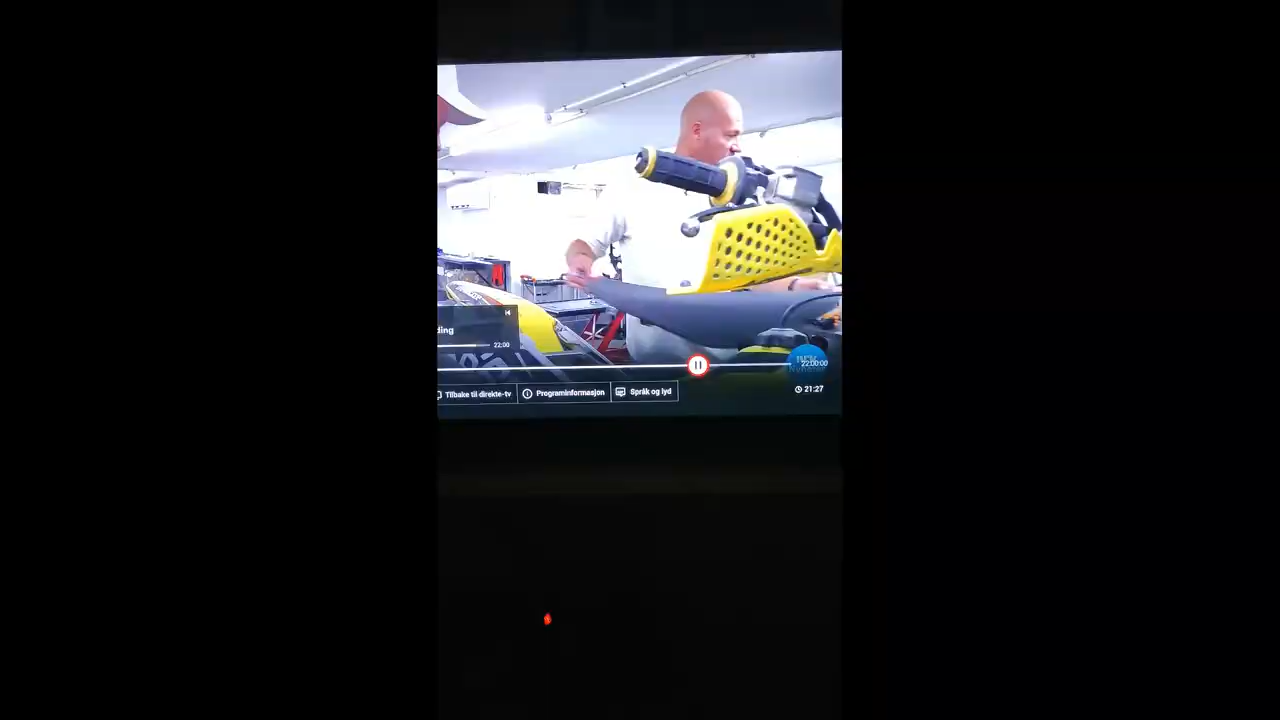 ding
22:00
22:00:00
Tilbake til direkte-tv
Programinformasjon
Språk og lyd
21:27